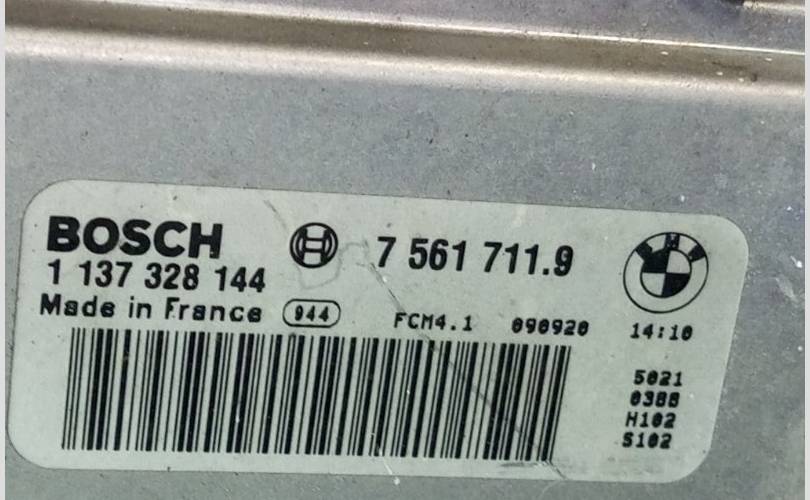 BOSCH 7 561 711.9
1 137 328 144
Made in France 944 FCM4.1 090920 14:10
5021
0388
H102
S102